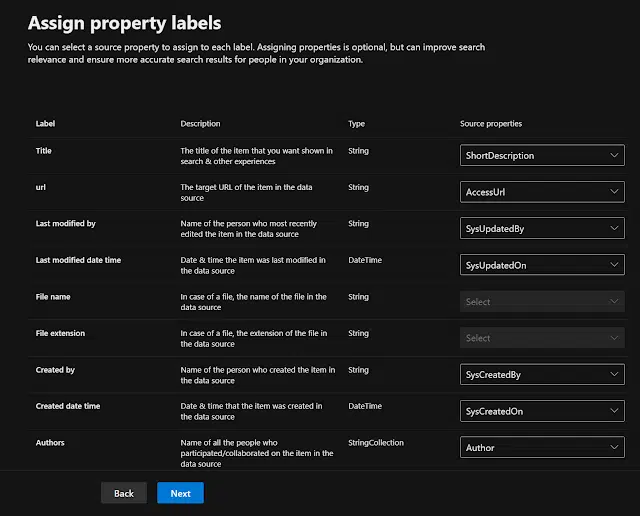 Assign property labels
You can select a source property to assign to each label. Assigning properties is optional, but can improve search
relevance and ensure more accurate search results for people in your organization.
Label Description Type Source properties
Title The title of the item that you want shown in String ShortDescription
search & other experiences
url The target URL of the item in the data String AccessUrl
source
Last modified by Name of the person who most recently String SysUpdatedBy
edited the item in the data source
Last modified date time Date & time the item was last modified in DateTime SysUpdatedOn
the data source
File name In case of a file, the name of the file in the String Select
data source
File extension In case of a file, the extension of the file in String Select
the data source
Created by Name of the person who created the item in String SysCreatedBy
the data source
Created date time Date & time that the item was created in DateTime SysCreatedOn
the data source
Authors Name of all the people who StringCollection Author
participated/collaborated on the item in the
data source
Back Next